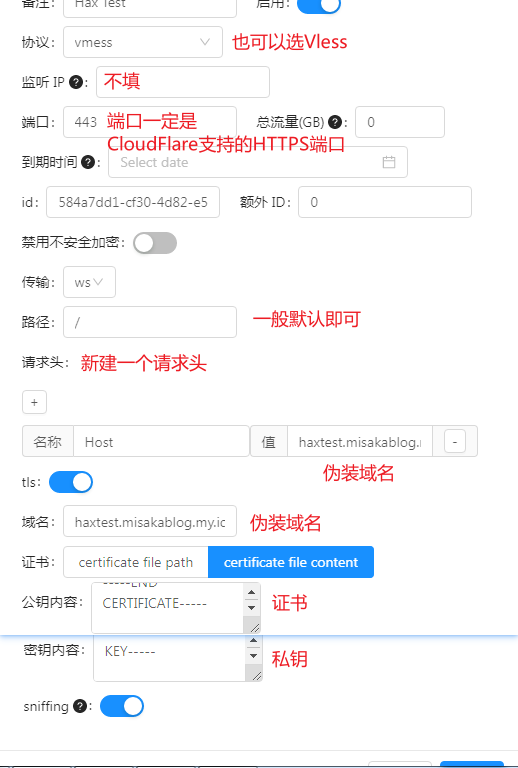 备注: Hax Test 启用:
协议: vmess 也可以选Vless
监听 IP ?: 不填
端口: 443 端口一定是 总流量(GB) ?: 0
CloudFlare支持的HTTPS端口
到期时间 ?: Select date
id: 584a7dd1-cf30-4d82-e5 额外 ID: 0
禁用不安全加密:
传输: ws
路径: / 一般默认即可
请求头: 新建一个请求头
+
名称 Host 值 haxtest.misakablog. -
伪装域名
tls:
域名: haxtest.misakablog.my.ic 伪装域名
证书: certificate file path certificate file content
-----END
公钥内容: CERTIFICATE----- 证书
密钥内容: KEY----- 私钥
sniffing ?: